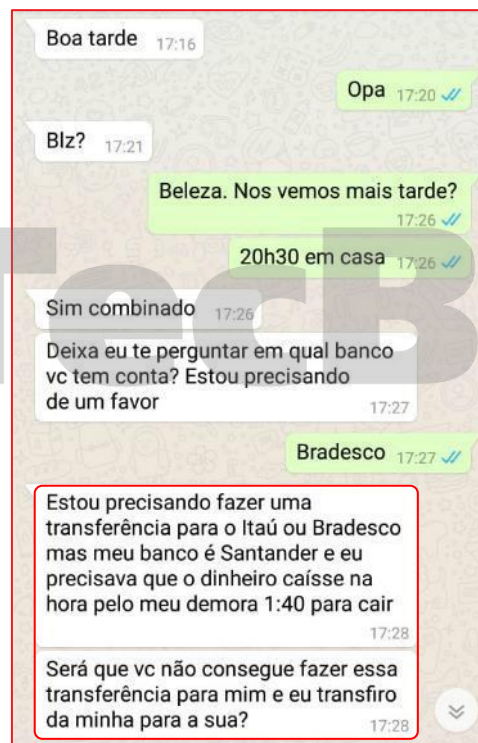 Boa tarde 17:16
Opa 17:20
Blz? 17:21
Beleza. Nos vemos mais tarde?
17:26
20h30 em casa 17:26
Sim combinado 17:26
Deixa eu te perguntar em qual banco
vc tem conta? Estou precisando
de um favor 17:27
Bradesco 17:27
Estou precisando fazer uma
transferência para o Itaú ou Bradesco
mas meu banco é Santander e eu
precisava que o dinheiro caísse na
hora pelo meu demora 1:40 para cair
17:28
Será que vc não consegue fazer essa
transferência para mim e eu transfiro
da minha para a sua? 17:28
TecB